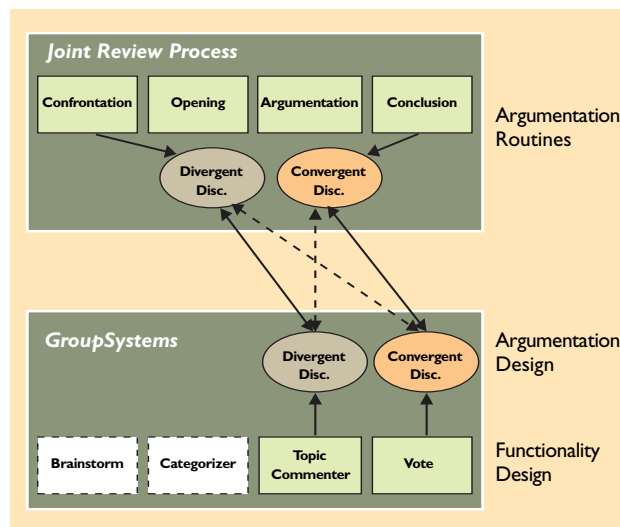 Joint Review Process
Confrontation
Opening
Argumentation
Conclusion
Argumentation
Routines
Divergent
Disc.
Convergent
Disc.
GroupSystems
Argumentation
Design
Divergent
Disc.
Convergent
Disc.
Brainstorm
Categorizer
Topic
Commenter
Vote
Functionality
Design